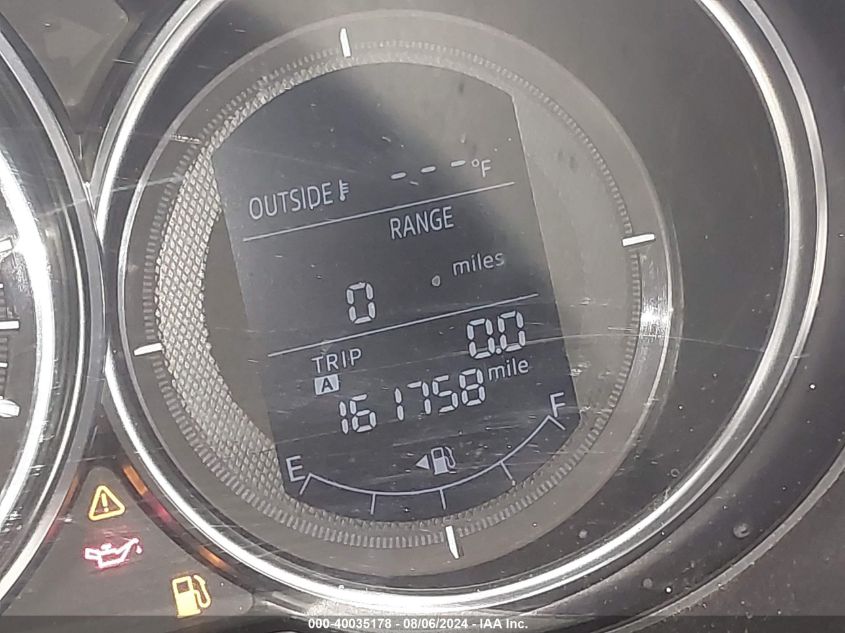 OUTSIDE - - - °F
RANGE
0 miles
TRIP 0.0
A
161758 mile
E F
000-40035178 - 08/06/2024 - IAA Inc.